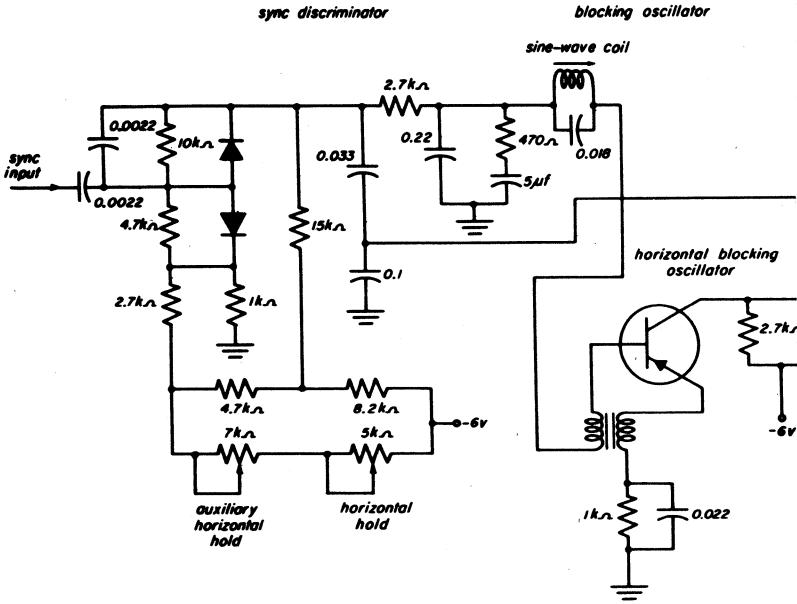 sync discriminator
blocking oscillator
sine-wave coil
2.7kΩ
0.0022
10kΩ
0.22
470Ω
0.018
0.033
sync
input
0.0022
5μf
4.7kΩ
15kΩ
horizontal blocking
oscillator
0.1
2.7kΩ
1kΩ
2.7k
4.7kΩ
8.2kΩ
-6v
7kΩ
5kΩ
-6v
auxiliary
horizontal
hold
horizontal
hold
1kΩ
0.022